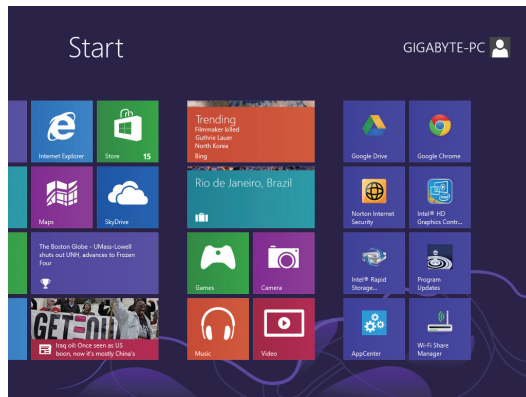 Start
GIGABYTE-PC
Internet Explorer
Store
15
Maps
SkyDrive
The Boston Globe - UMass-Lowell
shuts out UNH, advances to Frozen
Four
GET OUT
Iraq oil: Once seen as US
boon, now it's mostly China's
Trending
Filmmaker killed
Guthrie Lauer
North Korea
Bing
Rio de Janeiro, Brazil
Games
Camera
Music
Video
Google Drive
Google Chrome
Norton Internet
Security
Intel® HD
Graphics Contr...
Intel® Rapid
Storage...
Program
Updates
AppCenter
Wi-Fi Share
Manager